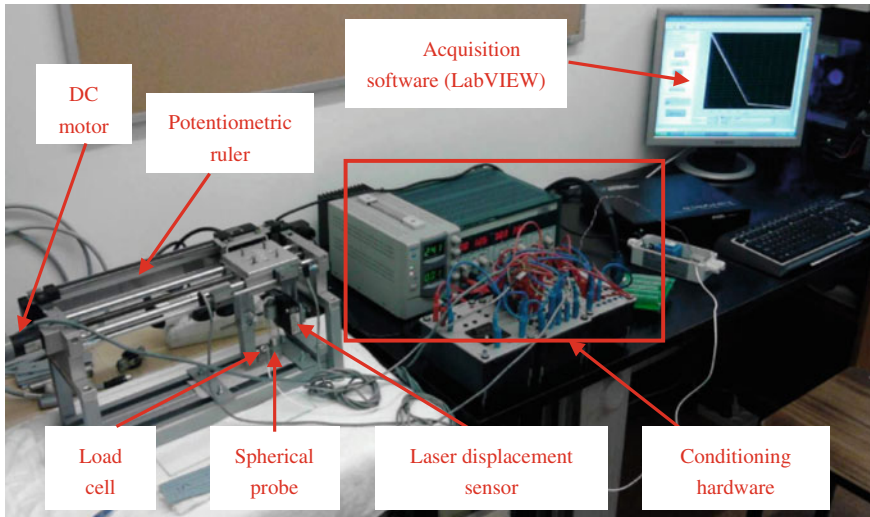 Acquisition
software (LabVIEW)
DC
motor
Potentiometric
ruler
Load
cell
Spherical
probe
Laser displacement
sensor
Conditioning
hardware